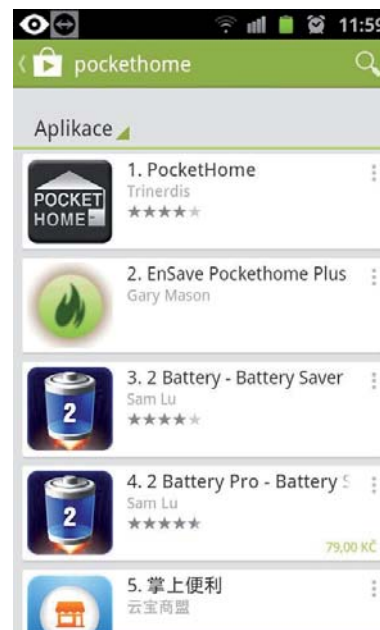 11:59
pockethome
Aplikace
POCKET
HOME
1. PocketHome
Trinerdis
2. EnSave Pockethome Plus
Gary Mason
2
3. 2 Battery - Battery Saver
Sam Lu
2
4. 2 Battery Pro - Battery S
Sam Lu
79,00 KČ
5. 掌上便利
云宝商盟